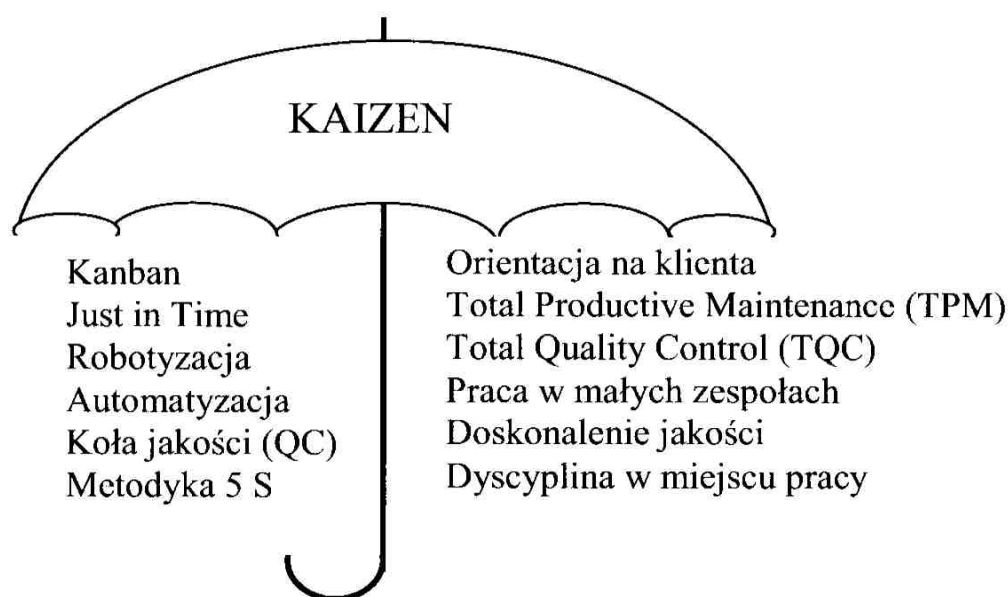 KAIZEN
Kanban
Just in Time
Robotyzacja
Automatyzacja
Koła jakości (QC)
Metodyka 5 S
Orientacja na klienta
Total Productive Maintenance (TPM)
Total Quality Control (TQC)
Praca w małych zespołach
Doskonalenie jakości
Dyscyplina w miejscu pracy